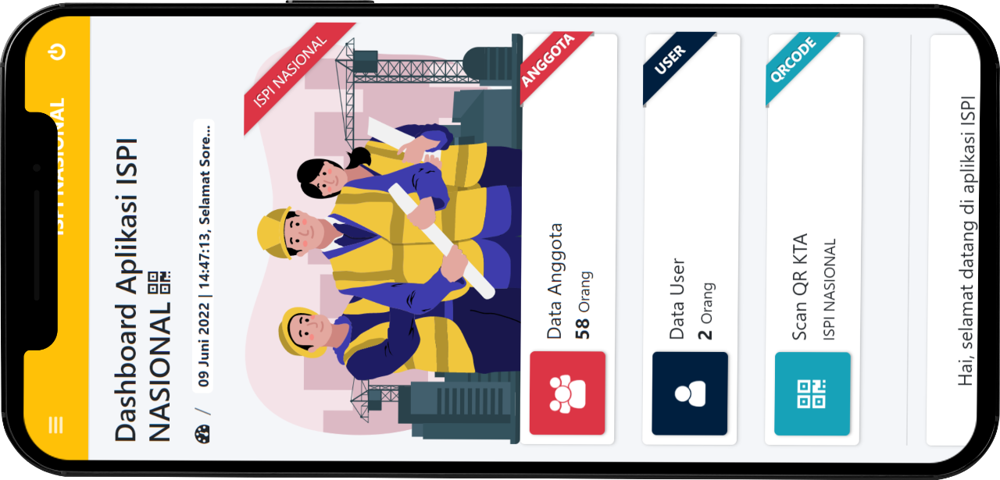 ISPI NASIONAL
Dashboard Aplikasi ISPI
NASIONAL
/ 09 Juni 2022 | 14:47:13, Selamat Sore...
ISPI NASIONAL
ANGGOTA
Data Anggota
58 Orang
USER
Data User
2 Orang
QRCODE
Scan QR KTA
ISPI NASIONAL
Hai, selamat datang di aplikasi ISPI